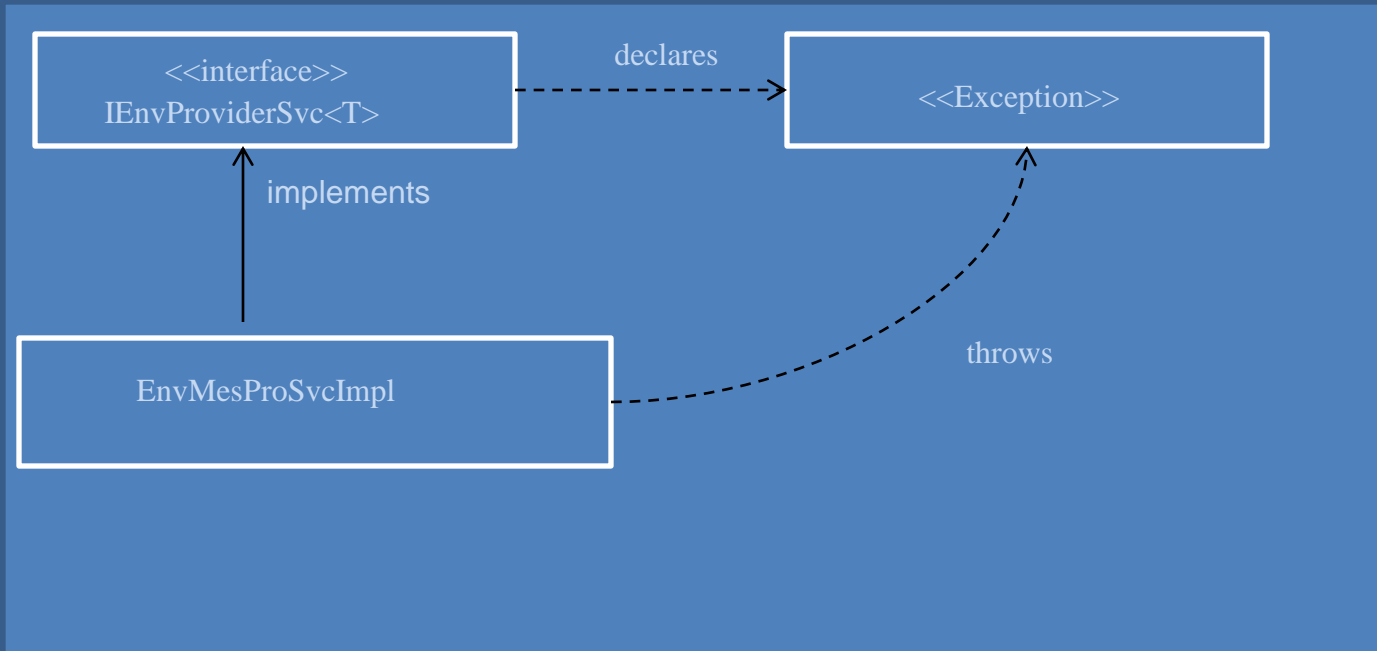 <<interface>>
IEnvProviderSvc<T>
declares
<<Exception>>
implements
throws
EnvMesProSvcImpl